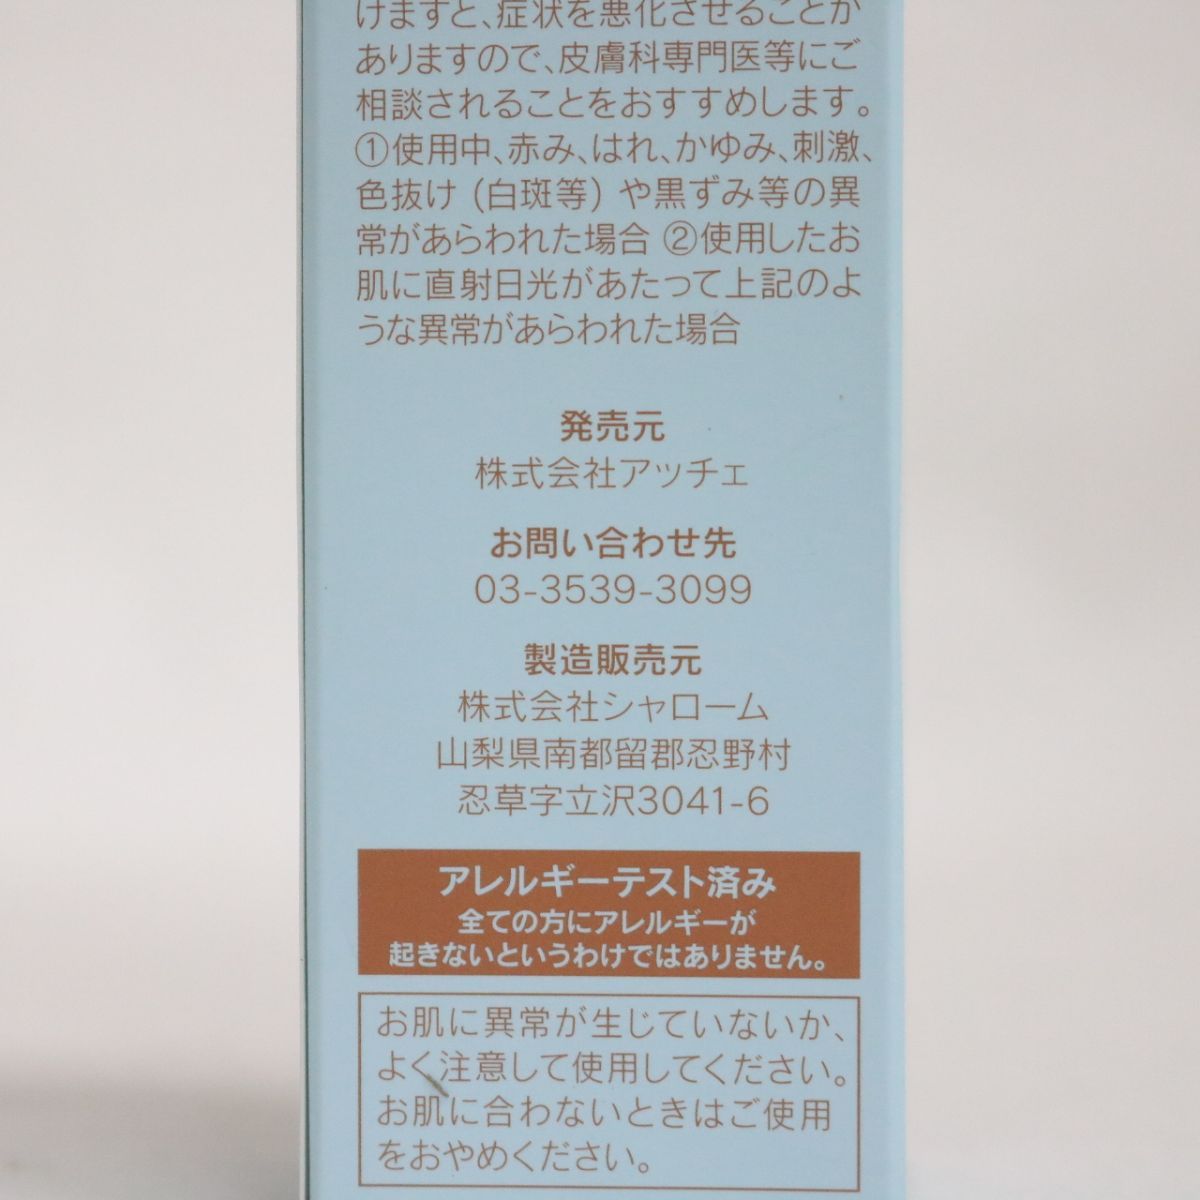 けますと、症状を悪化させることが
ありますので、皮膚科専門医等にご
相談されることをおすすめします。
①使用中、赤み、はれ、かゆみ、刺激、
色抜け (白斑等) や黒ずみ等の異
常があらわれた場合 ②使用したお
肌に直射日光があたって上記のよ
うな異常があらわれた場合
発売元
株式会社アッチェ
お問い合わせ先
03-3539-3099
製造販売元
株式会社シャローム
山梨県南都留郡忍野村
忍草字立沢3041-6
アレルギーテスト済み
全ての方にアレルギーが
起きないというわけではありません。
お肌に異常が生じていないか、
よく注意して使用してください。
お肌に合わないときはご使用
をおやめください。